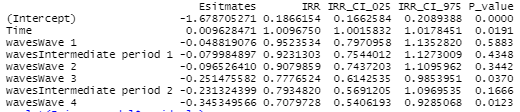 Esitmates IRR IRR_CI_025 IRR_CI_975 P_value
(Intercept) -1.678705271 0.1866154 0.1662584 0.2089388 0.0000
Time 0.009628471 1.0096750 1.0015832 1.0178451 0.0191
wavesWave 1 -0.048819076 0.9523534 0.7970958 1.1352820 0.5883
wavesIntermediate period 1 -0.079984897 0.9231303 0.7544012 1.1273009 0.4348
wavesWave 2 -0.096526410 0.9079859 0.7437203 1.1095962 0.3442
wavesWave 3 -0.251475582 0.7776524 0.6142535 0.9853951 0.0370
wavesIntermediate period 2 -0.231324399 0.7934820 0.5691205 1.0969535 0.1666
wavesWave 4 -0.345349566 0.7079728 0.5406193 0.9285068 0.0123